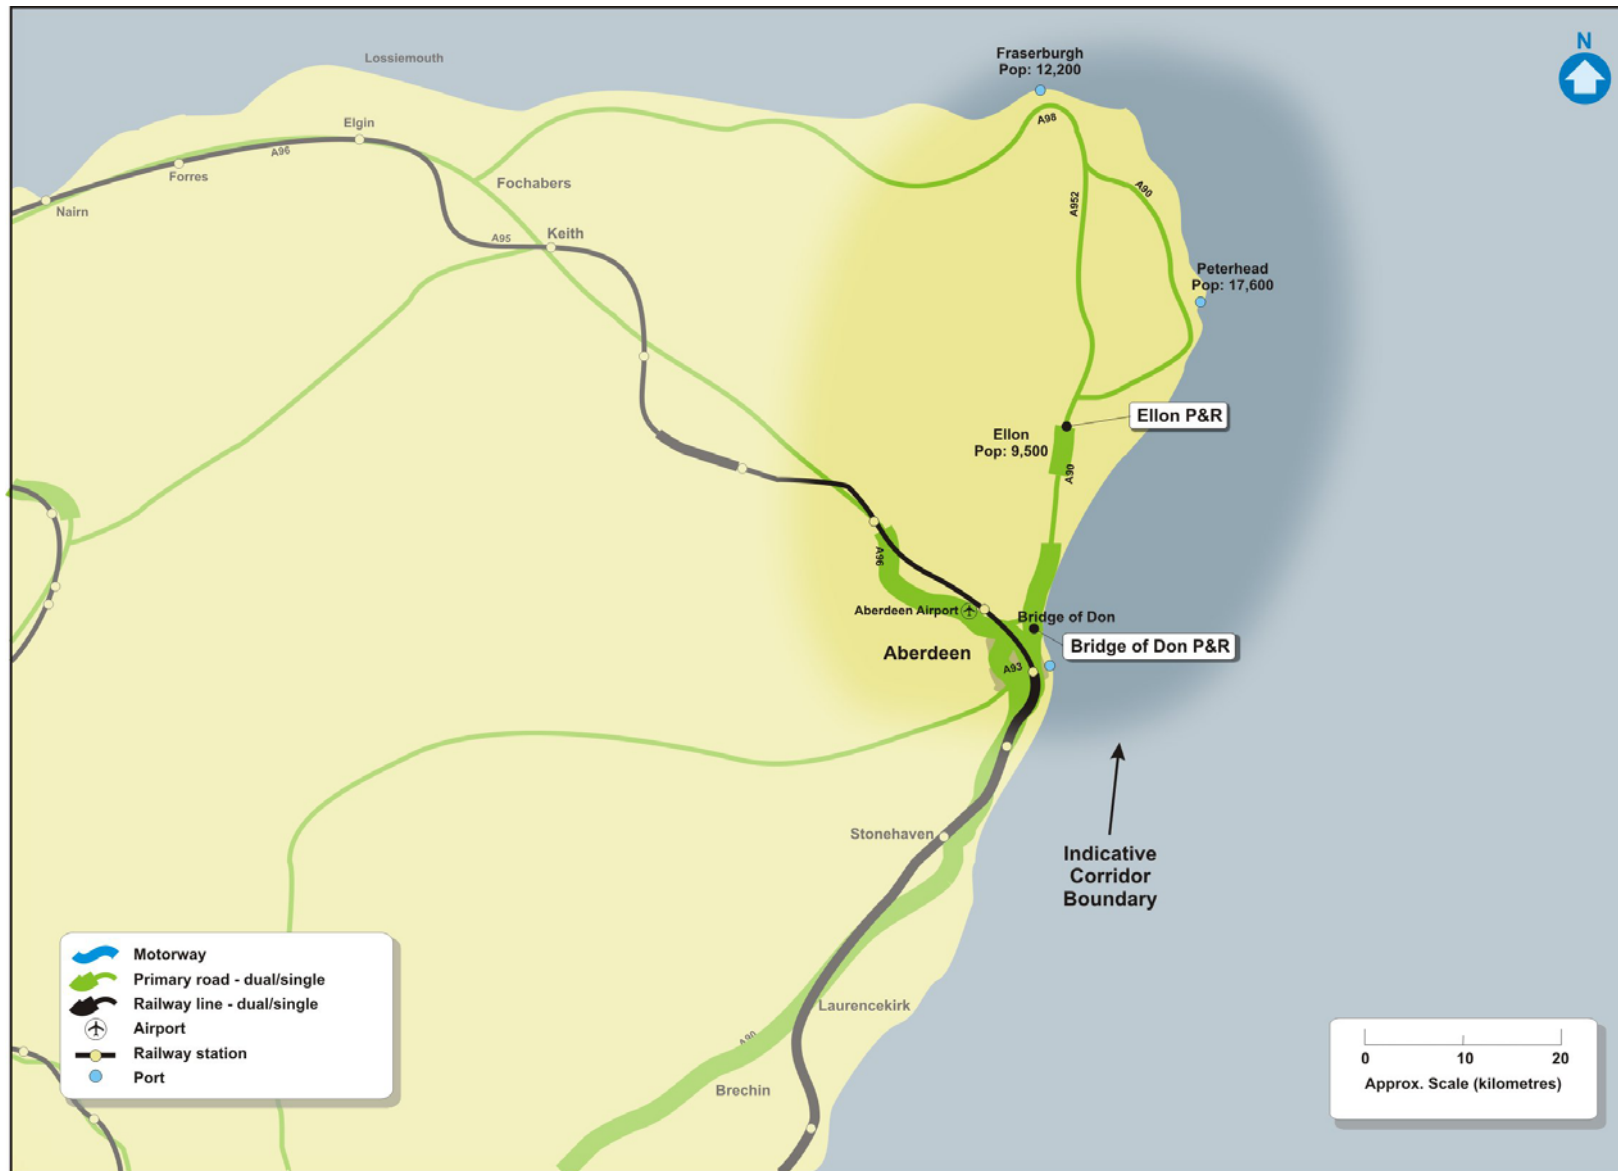 Lossiemouth
Fraserburgh
Pop: 12,200
N
Elgin
A98
A96
Forres
Fochabers
A90
A952
Nairn
Keith
A95
Peterhead
Pop: 17,600
Ellon P&R
Ellon
Pop: 9,500
A90
A96
Aberdeen Airport
Bridge of Don
Bridge of Don P&R
Aberdeen
A93
Stonehaven
Indicative
Corridor
Boundary
Motorway
Primary road - dual/single
Railway line - dual/single
Airport
Railway station
Port
Laurencekirk
A90
Brechin
0 10 20
Approx. Scale (kilometres)